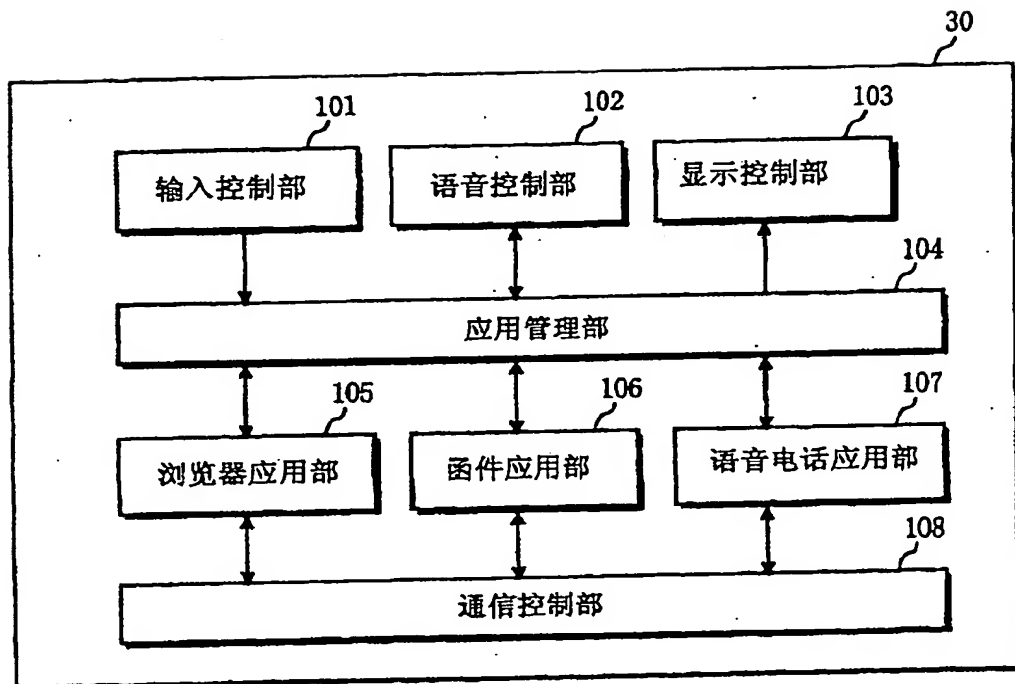 30
101
102
103
输入控制部
语音控制部
显示控制部
104
应用管理部
105
106
107
浏览器应用部
函件应用部
语音电话应用部
108
通信控制部